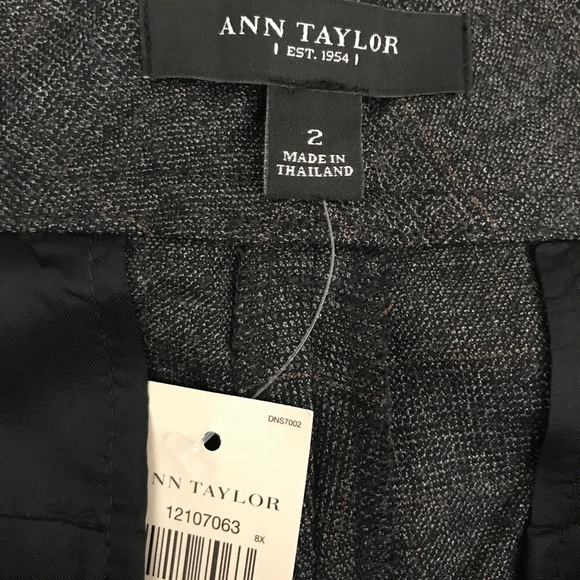 ANN TAYLOR
EST. 1954
2
MADE IN
THAILAND
DNS7002
NN TAYLOR
12107063
8X